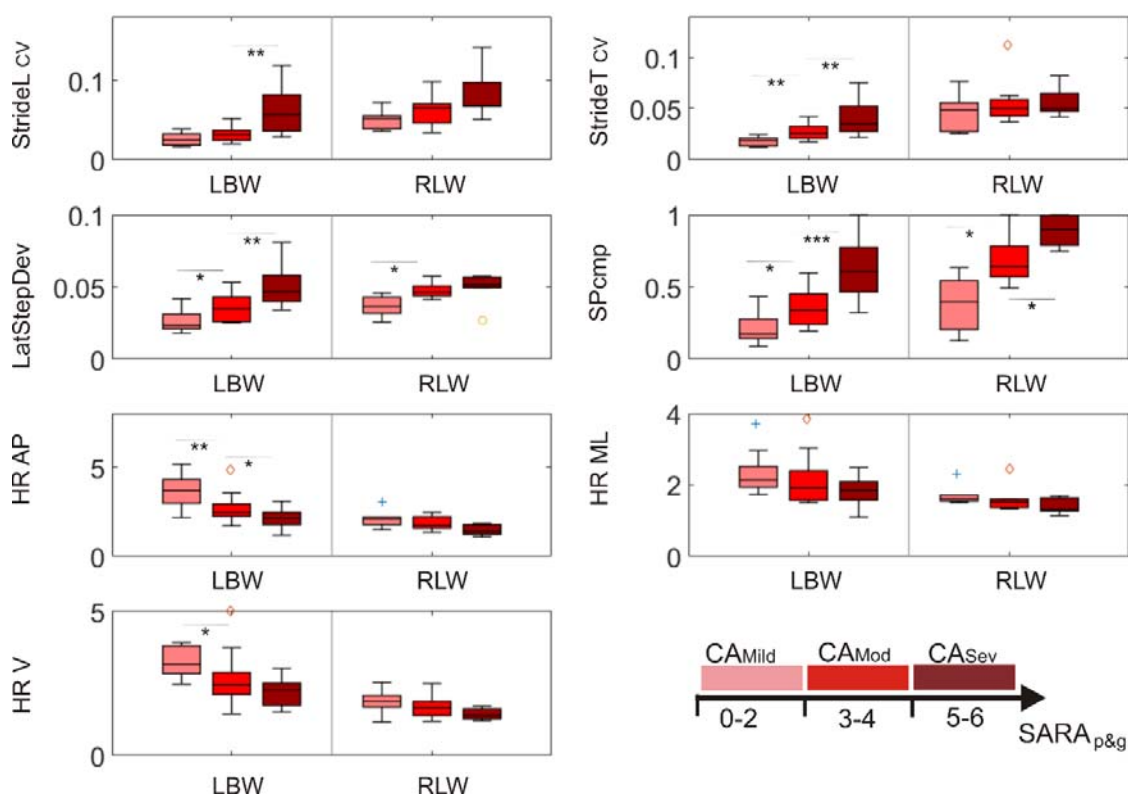 StrideL CV
0.1
0
**
LBW
RLW
StrideT CV
0.1
0.05
0
**
**
LBW
RLW
LatStepDev
0.1
0.05
0
*
**
*
LBW
RLW
SPcmp
1
0.5
0
*
***
*
*
LBW
RLW
HR AP
5
0
**
*
LBW
RLW
HR ML
4
2
0
LBW
RLW
HR V
5
0
*
LBW
RLW
CAMild CAMod CASev
0-2 3-4 5-6
SARAp&g